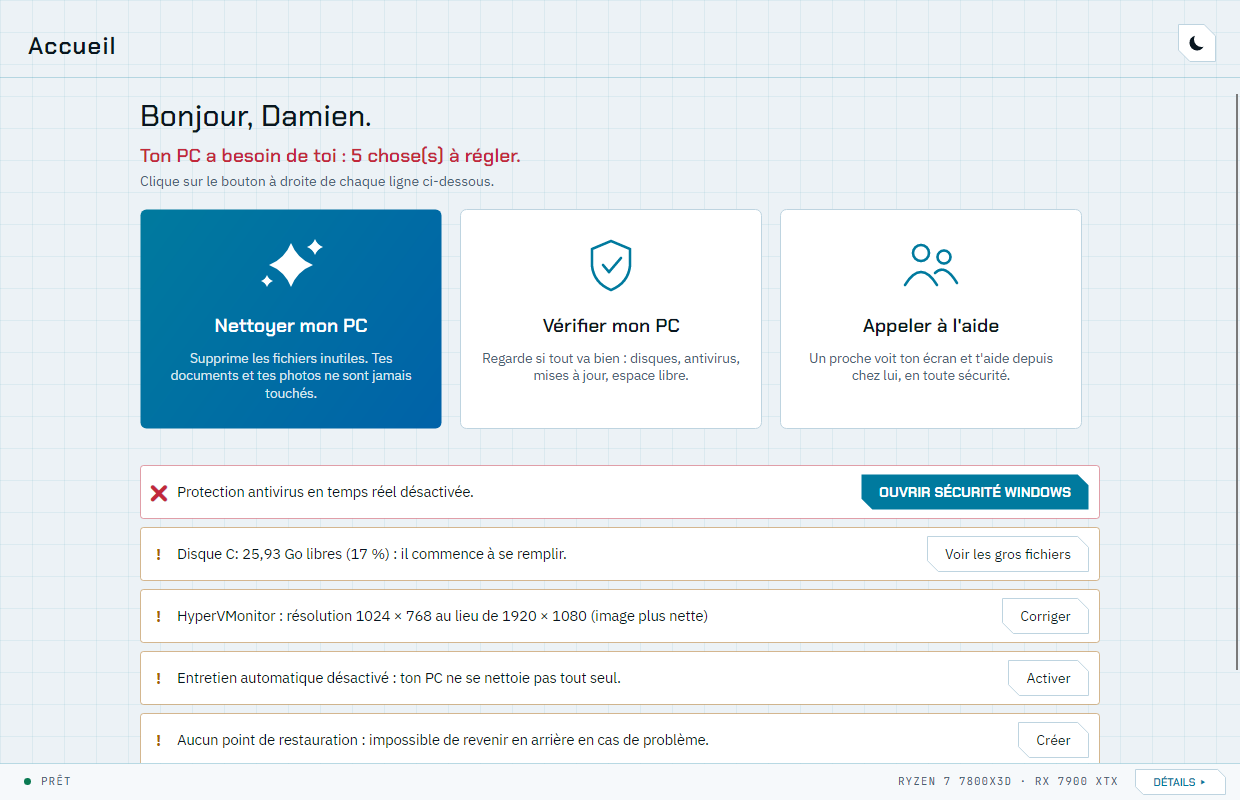 Accueil
Bonjour, Damien.
Ton PC a besoin de toi : 5 chose(s) à régler.
Clique sur le bouton à droite de chaque ligne ci-dessous.
Nettoyer mon PC
Supprime les fichiers inutiles. Tes
documents et tes photos ne sont jamais
touchés.
Vérifier mon PC
Regarde si tout va bien : disques, antivirus,
mises à jour, espace libre.
Appeler à l'aide
Un proche voit ton écran et t'aide depuis
chez lui, en toute sécurité.
Protection antivirus en temps réel désactivée.
OUVRIR SÉCURITÉ WINDOWS
! Disque C: 25,93 Go libres (17 %) : il commence à se remplir.
Voir les gros fichiers
! HyperVMonitor : résolution 1024 × 768 au lieu de 1920 × 1080 (image plus nette)
Corriger
! Entretien automatique désactivé : ton PC ne se nettoie pas tout seul.
Activer
! Aucun point de restauration : impossible de revenir en arrière en cas de problème.
Créer
PRÊT
RYZEN 7 7800X3D · RX 7900 XTX
DÉTAILS ▸